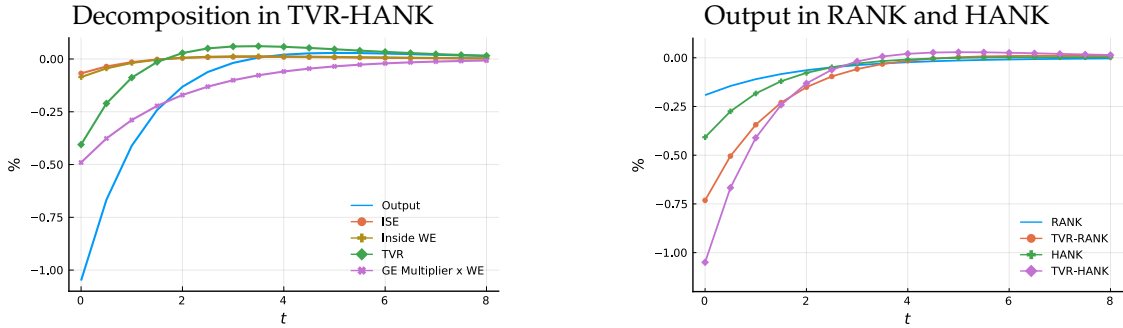 Decomposition in TVR-HANK
0.00
−0.25
−0.50
−0.75
−1.00
%
0
2
4
6
8
t
Output
ISE
Inside WE
TVR
GE Multiplier x WE
Output in RANK and HANK
0.00
−0.25
−0.50
−0.75
−1.00
%
0
2
4
6
8
t
RANK
TVR-RANK
HANK
TVR-HANK